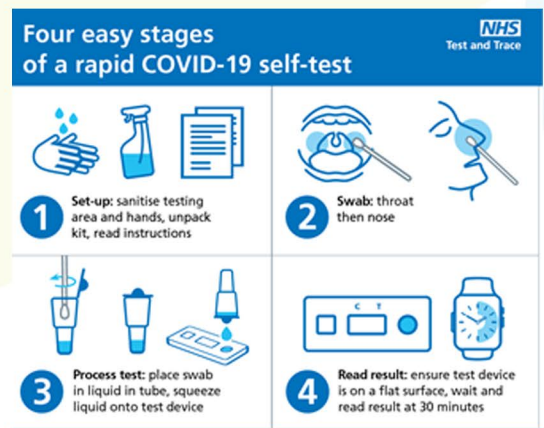 Four easy stages
of a rapid COVID-19 self-test
NHS
Test and Trace
1
Set-up: sanitise testing
area and hands, unpack
kit, read instructions
2
Swab: throat
then nose
3
Process test: place swab
in liquid in tube, squeeze
liquid onto test device
C T
4
Read result: ensure test device
is on a flat surface, wait and
read result at 30 minutes